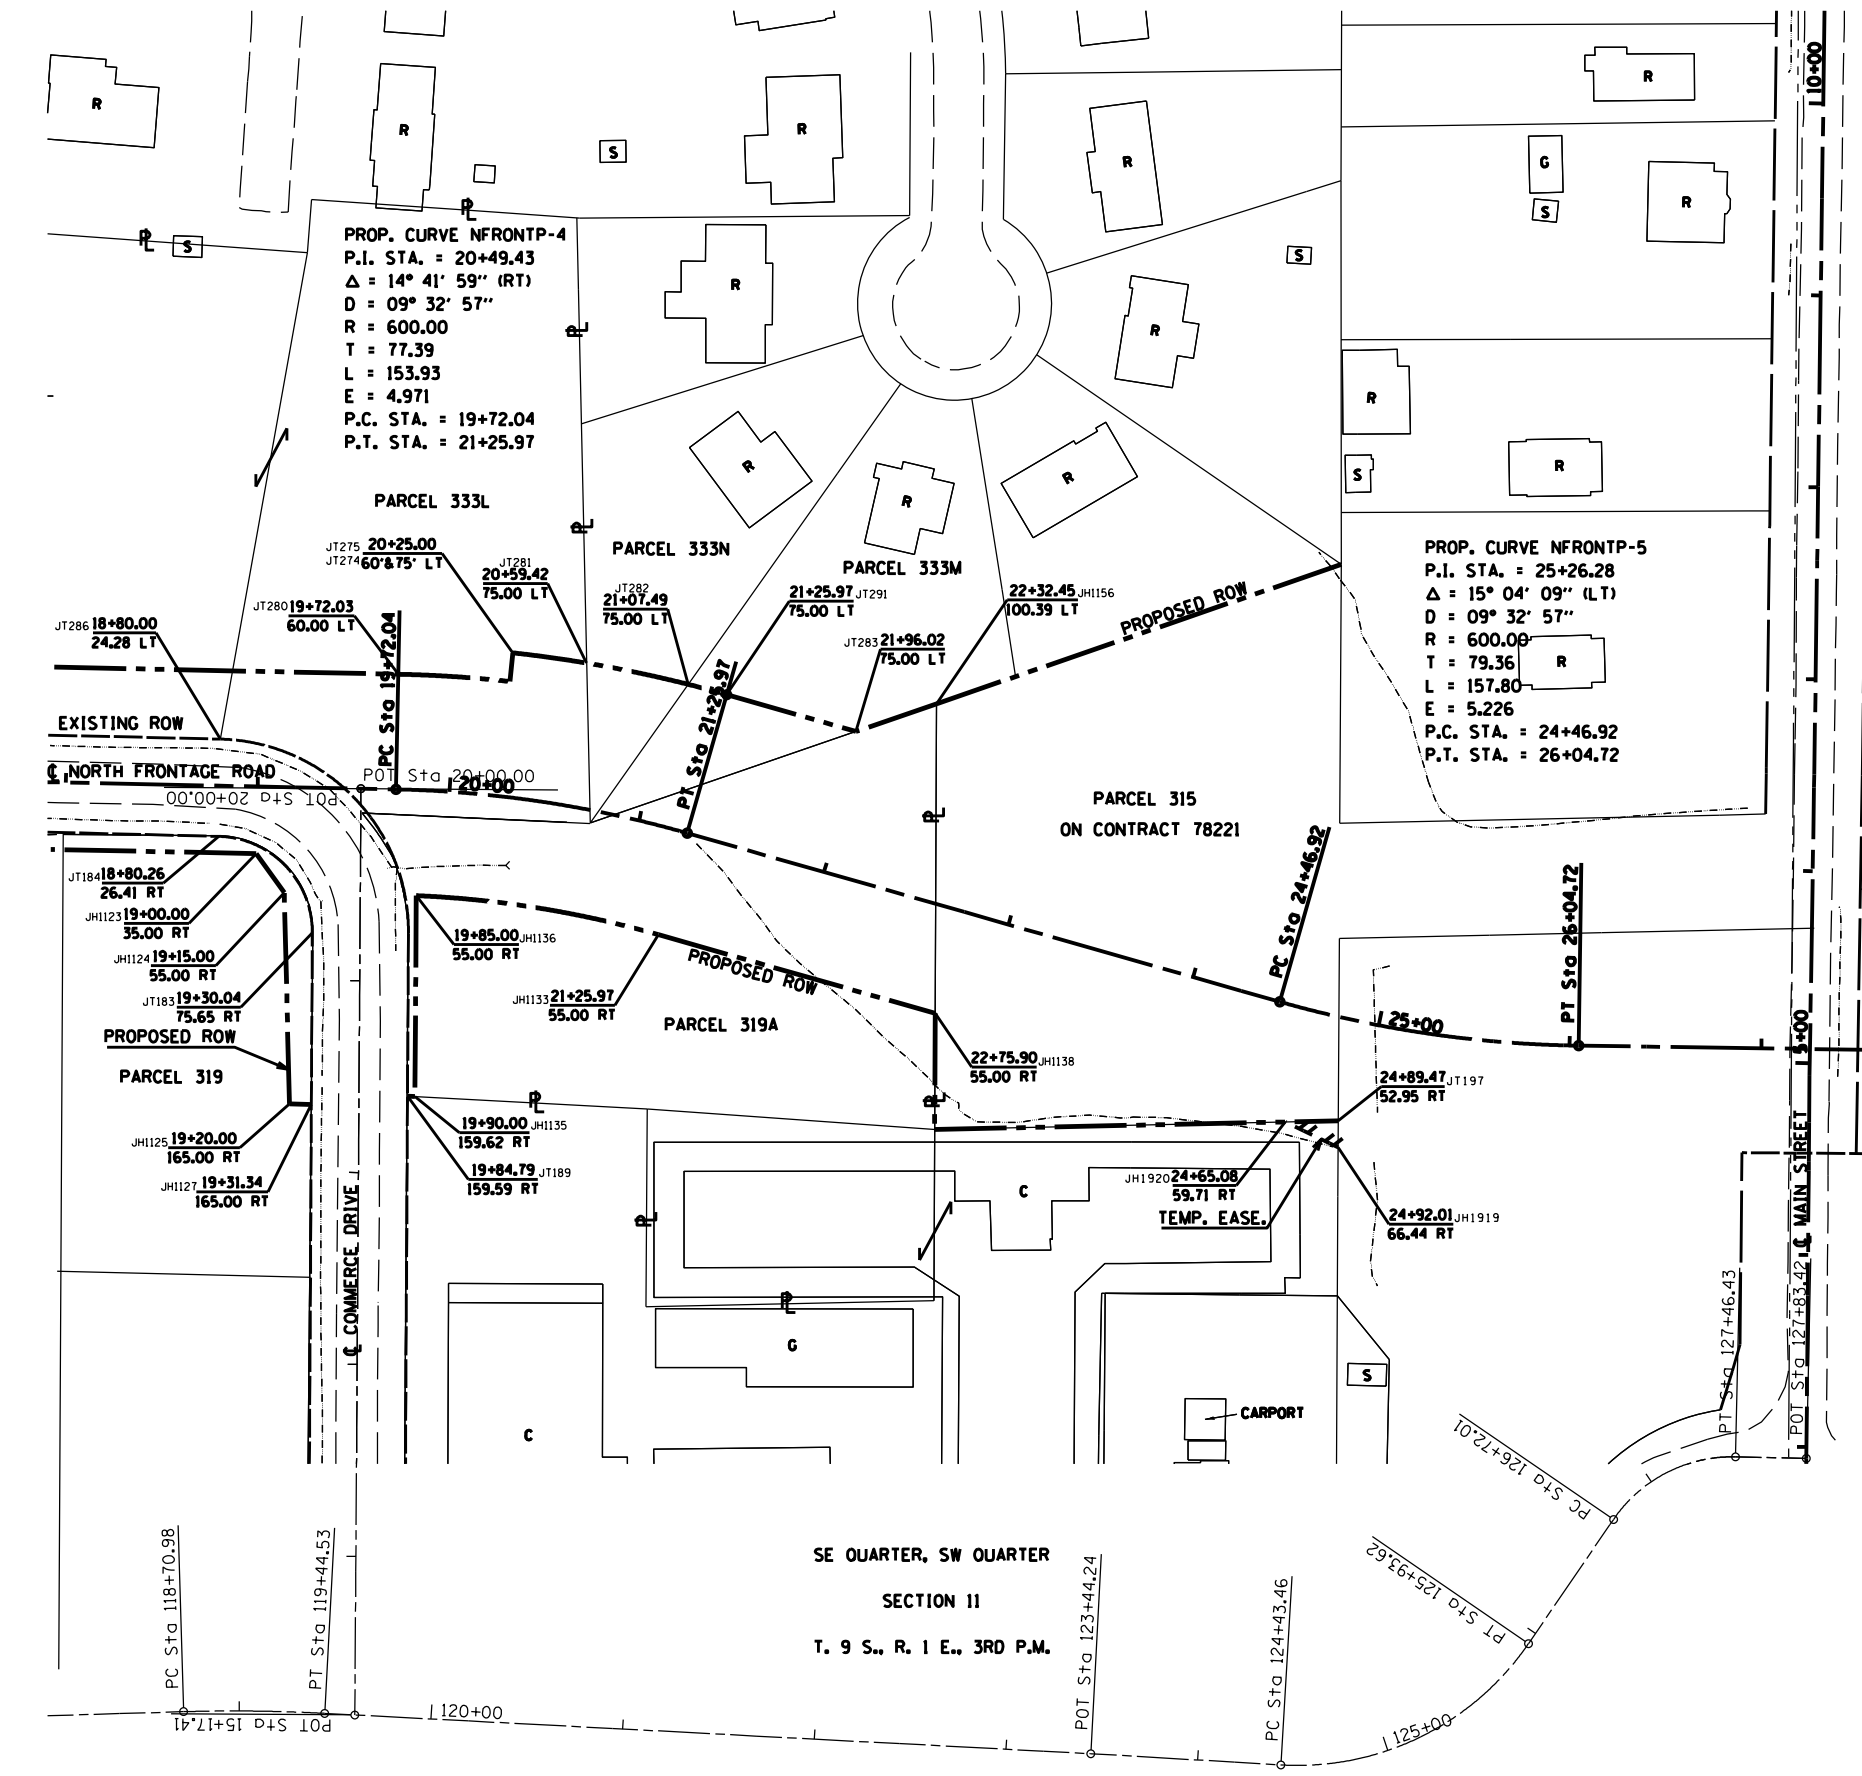 R
R
S
R
R
R
G
S
R
10+00
PL
PL
S
S
PROP. CURVE NFRONTP-4
P.I. STA. = 20+49.43
Δ = 14° 41' 59'' (RT)
D = 09° 32' 57''
R = 600.00
T = 77.39
L = 153.93
E = 4.971
P.C. STA. = 19+72.04
P.T. STA. = 21+25.97
R
PL
R
R
R
R
R
S
R
PARCEL 333L
PL
PARCEL 333N
PARCEL 333M
PROP. CURVE NFRONTP-5
P.I. STA. = 25+26.28
Δ = 15° 04' 09'' (LT)
D = 09° 32' 57''
R = 600.00
T = 79.36
L = 157.80
E = 5.226
P.C. STA. = 24+46.92
P.T. STA. = 26+04.72
R
JT275 20+25.00
JT274 60'&75' LT
JT281
20+59.42
75.00 LT
JT282
21+07.49
75.00 LT
21+25.97 JT291
75.00 LT
22+32.45 JH1156
100.39 LT
PROPOSED ROW
JT280 19+72.03
60.00 LT
JT286 18+80.00
24.28 LT
JT283 21+96.02
75.00 LT
PC Sta 19+72.04
PT Sta 21+25.97
EXISTING ROW
℄ NORTH FRONTAGE ROAD
POT Sta 20+00.00
20+00
POT Sta 20+00.00
PL
PARCEL 315
ON CONTRACT 78221
PC Sta 24+46.92
PT Sta 26+04.72
JT184 18+80.26
26.41 RT
JH1123 19+00.00
35.00 RT
JH1124 19+15.00
55.00 RT
JT183 19+30.04
75.65 RT
PROPOSED ROW
PARCEL 319
19+85.00 JH1136
55.00 RT
JH1133 21+25.97
55.00 RT
PROPOSED ROW
PARCEL 319A
25+00
15+00
22+75.90 JH1138
55.00 RT
24+89.47 JT197
52.95 RT
PL
PL
JH1125 19+20.00
165.00 RT
JH1127 19+31.34
165.00 RT
19+90.00 JH1135
159.62 RT
19+84.79 JT189
159.59 RT
C
JH1920 24+65.08
59.71 RT
TEMP. EASE.
24+92.01 JH1919
66.44 RT
PL
℄ COMMERCE DRIVE
℄ MAIN STREET
PL
G
S
PT Sta 127+46.43
POT Sta 127+83.42
C
CARPORT
PC Sta 126+72.01
PT Sta 125+93.62
SE QUARTER, SW QUARTER
SECTION 11
T. 9 S., R. 1 E., 3RD P.M.
PC Sta 118+70.98
PT Sta 119+44.53
POT Sta 123+44.24
PC Sta 124+43.46
POT Sta 15+17.41
120+00
125+00